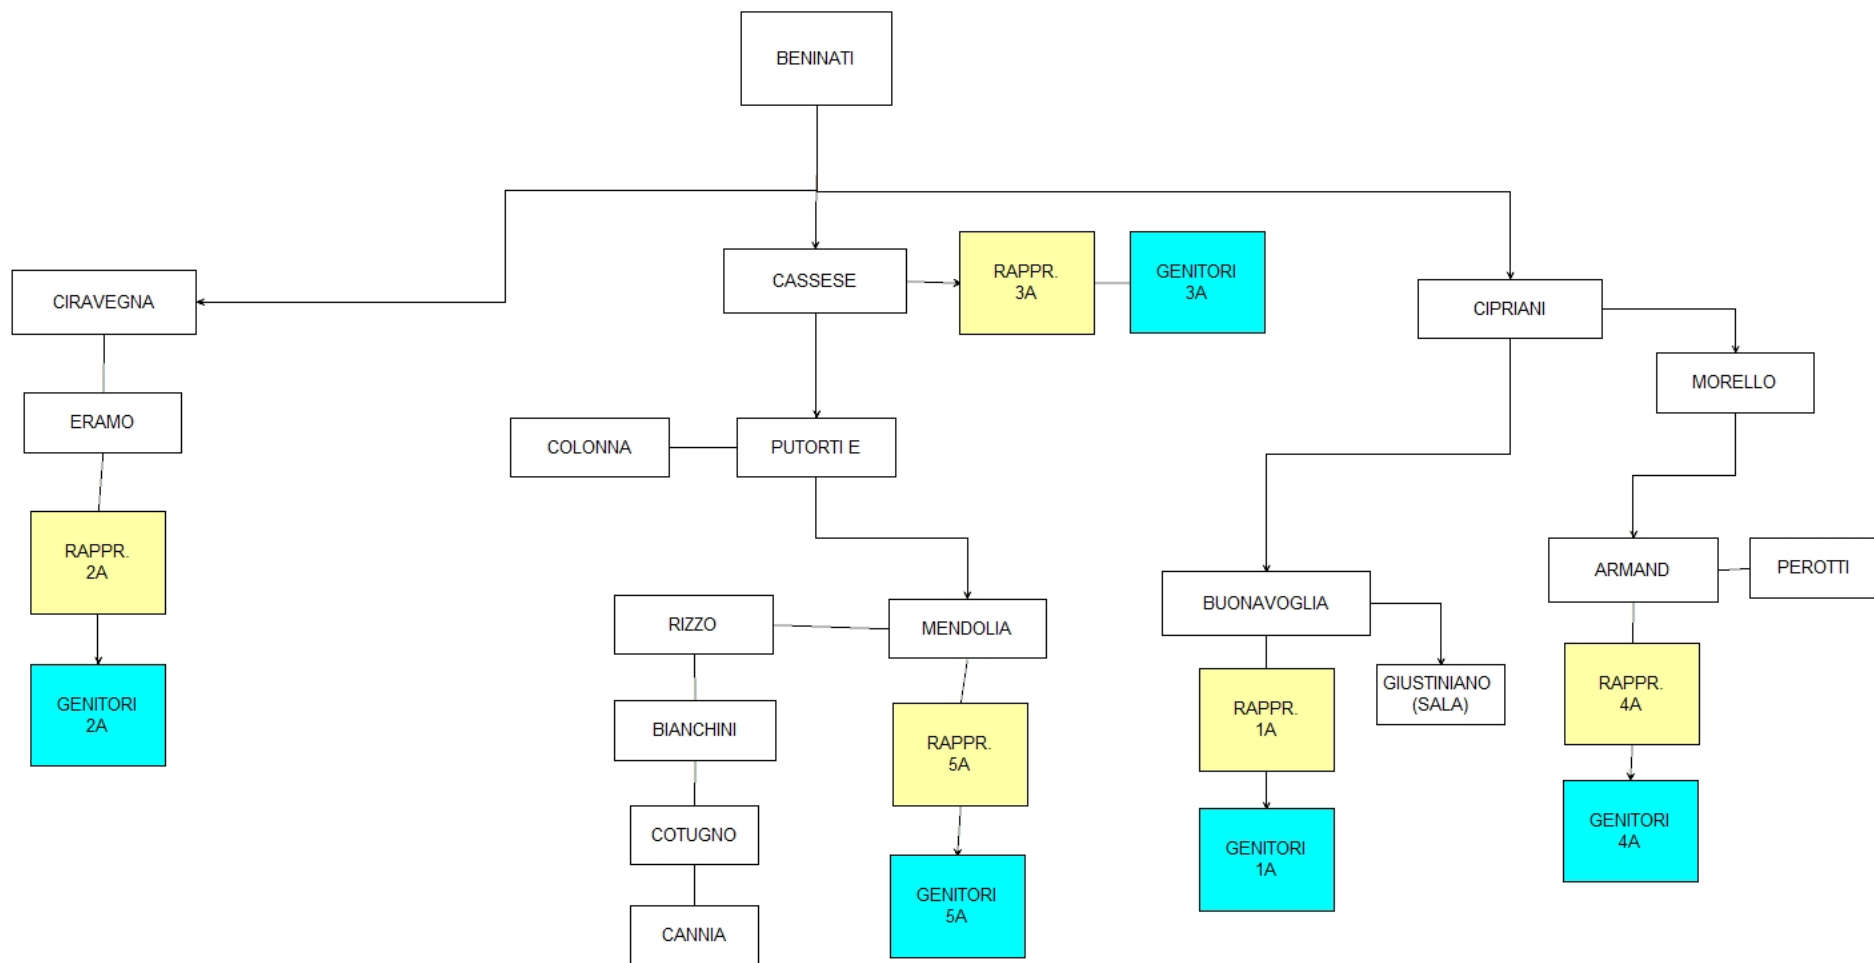 BENINATI
CIRAVEGNA
CASSESE
RAPPR.
3A
GENITORI
3A
CIPRIANI
MORELLO
ERAMO
COLONNA
PUTORTI E
RAPPR.
2A
ARMAND
PEROTTI
RIZZO
MENDOLIA
BUONAVOGLIA
GENITORI
2A
BIANCHINI
RAPPR.
5A
RAPPR.
1A
GIUSTINIANO
(SALA)
RAPPR.
4A
COTUGNO
GENITORI
5A
GENITORI
1A
GENITORI
4A
CANNIA